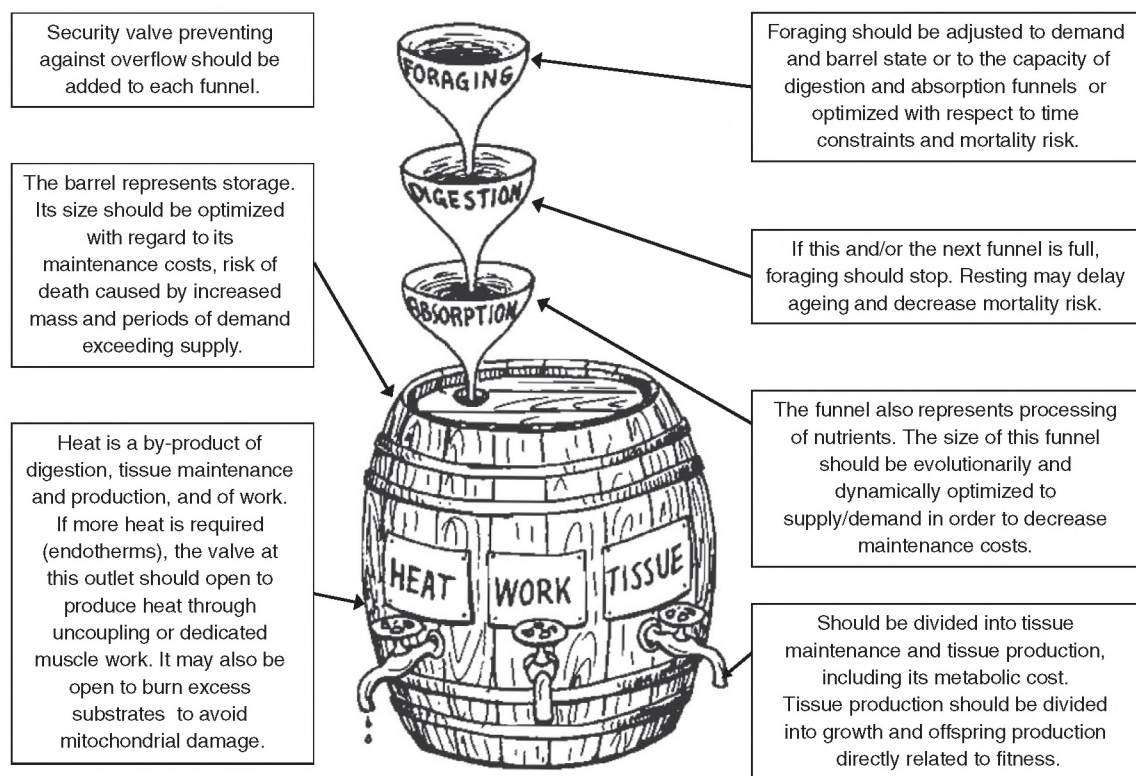 Security valve preventing
against overflow should be
added to each funnel.
The barrel represents storage.
Its size should be optimized
with regard to its
maintenance costs, risk of
death caused by increased
mass and periods of demand
exceeding supply.
Heat is a by-product of
digestion, tissue maintenance
and production, and of work.
If more heat is required
(endotherms), the valve at
this outlet should open to
produce heat through
uncoupling or dedicated
muscle work. It may also be
open to burn excess
substrates to avoid
mitochondrial damage.
FORAGING
DIGESTION
ABSORPTION
HEAT
WORK
TISSUE
Foraging should be adjusted to demand
and barrel state or to the capacity of
digestion and absorption funnels or
optimized with respect to time
constraints and mortality risk.
If this and/or the next funnel is full,
foraging should stop. Resting may delay
ageing and decrease mortality risk.
The funnel also represents processing
of nutrients. The size of this funnel
should be evolutionarily and
dynamically optimized to
supply/demand in order to decrease
maintenance costs.
Should be divided into tissue
maintenance and tissue production,
including its metabolic cost.
Tissue production should be divided
into growth and offspring production
directly related to fitness.